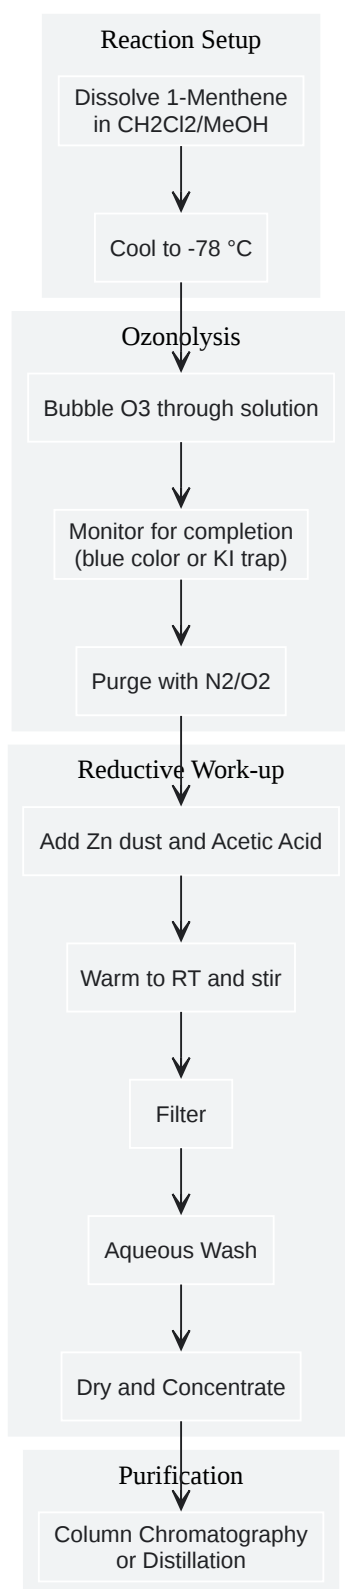 Reaction Setup
Dissolve 1-Menthene
in CH2Cl2/MeOH
Cool to -78 °C
Ozonolysis
Bubble O3 through solution
Monitor for completion
(blue color or KI trap)
Purge with N2/O2
Reductive Work-up
Add Zn dust and Acetic Acid
Warm to RT and stir
Filter
Aqueous Wash
Dry and Concentrate
Purification
Column Chromatography
or Distillation